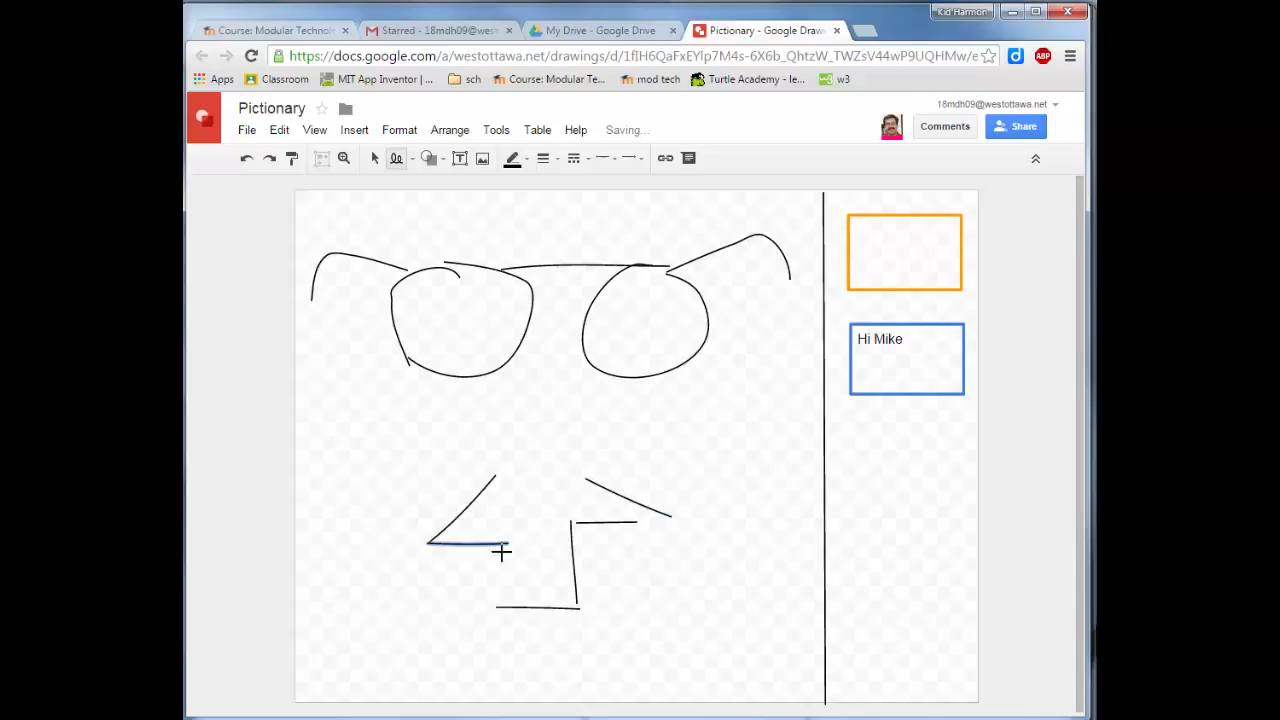 Kid Harmon
Course: Modular Technol
Starred - 18mdh09@wes
My Drive - Google Drive
Pictionary - Google Draw
https://docs.google.com/a/westottawa.net/drawings/d/1fiH6QaFxEYlp7M4s-6X6b_QhtzW_TWZsV44wP9UQHMw/e
Apps
Classroom
MIT App Inventor | ...
sch
Course: Modular Te...
mod tech
Turtle Academy - le...
w3
ABP
Pictionary
18mdh09@westottawa.net
File Edit View Insert Format Arrange Tools Table Help Saving...
Comments
Share
Hi Mike